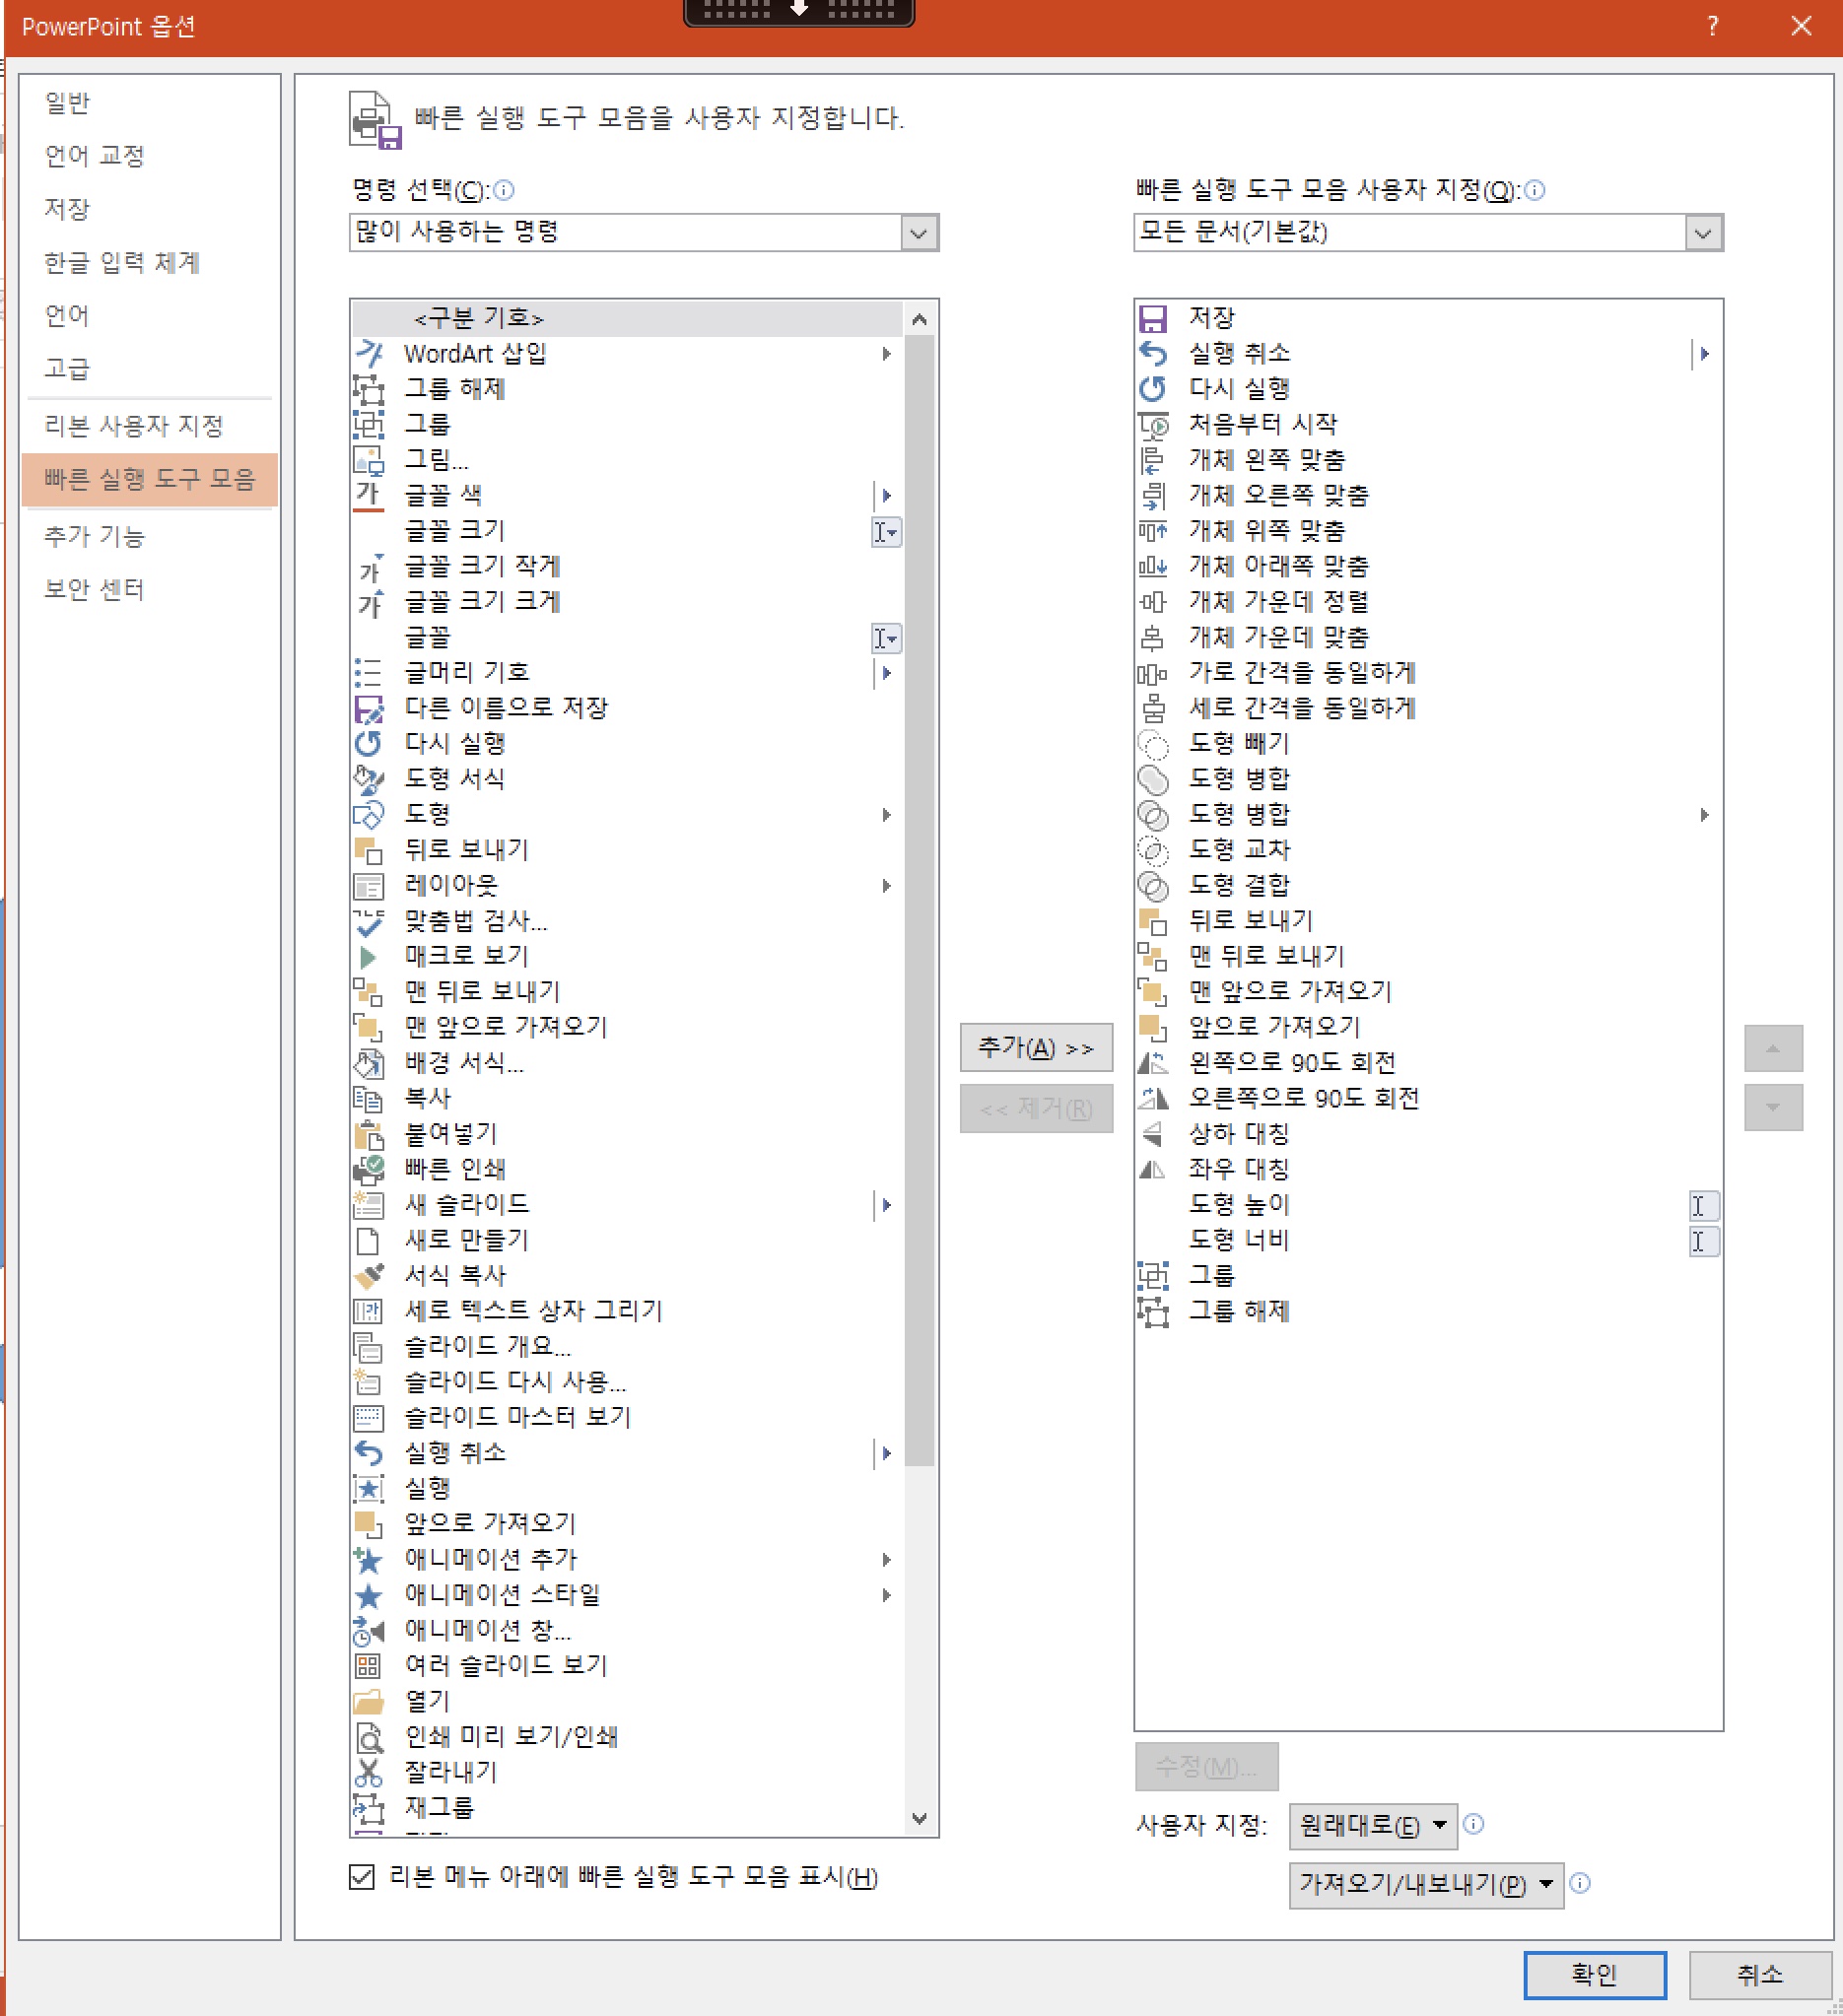 PowerPoint 옵션
?
일반
언어 교정
저장
한글 입력 체계
언어
고급
리본 사용자 지정
빠른 실행 도구 모음
추가 기능
보안 센터
빠른 실행 도구 모음을 사용자 지정합니다.
명령 선택(C):
많이 사용하는 명령
<구분 기호>
WordArt 삽입
그룹 해제
그룹
그림...
글꼴 색
글꼴 크기
글꼴 크기 작게
글꼴 크기 크게
글꼴
글머리 기호
다른 이름으로 저장
다시 실행
도형 서식
도형
뒤로 보내기
레이아웃
맞춤법 검사...
매크로 보기
맨 뒤로 보내기
맨 앞으로 가져오기
배경 서식...
복사
붙여넣기
빠른 인쇄
새 슬라이드
새로 만들기
서식 복사
세로 텍스트 상자 그리기
슬라이드 개요...
슬라이드 다시 사용...
슬라이드 마스터 보기
실행 취소
실행
앞으로 가져오기
애니메이션 추가
애니메이션 스타일
애니메이션 창...
여러 슬라이드 보기
열기
인쇄 미리 보기/인쇄
잘라내기
재그룹
리본 메뉴 아래에 빠른 실행 도구 모음 표시(H)
추가(A) >>
<< 제거(R)
빠른 실행 도구 모음 사용자 지정(Q):
모든 문서(기본값)
저장
실행 취소
다시 실행
처음부터 시작
개체 왼쪽 맞춤
개체 오른쪽 맞춤
개체 위쪽 맞춤
개체 아래쪽 맞춤
개체 가운데 정렬
개체 가운데 맞춤
가로 간격을 동일하게
세로 간격을 동일하게
도형 빼기
도형 병합
도형 병합
도형 교차
도형 결합
뒤로 보내기
맨 뒤로 보내기
맨 앞으로 가져오기
앞으로 가져오기
왼쪽으로 90도 회전
오른쪽으로 90도 회전
상하 대칭
좌우 대칭
도형 높이
도형 너비
그룹
그룹 해제
수정(M)...
사용자 지정:
원래대로(E)
가져오기/내보내기(P)
확인
취소